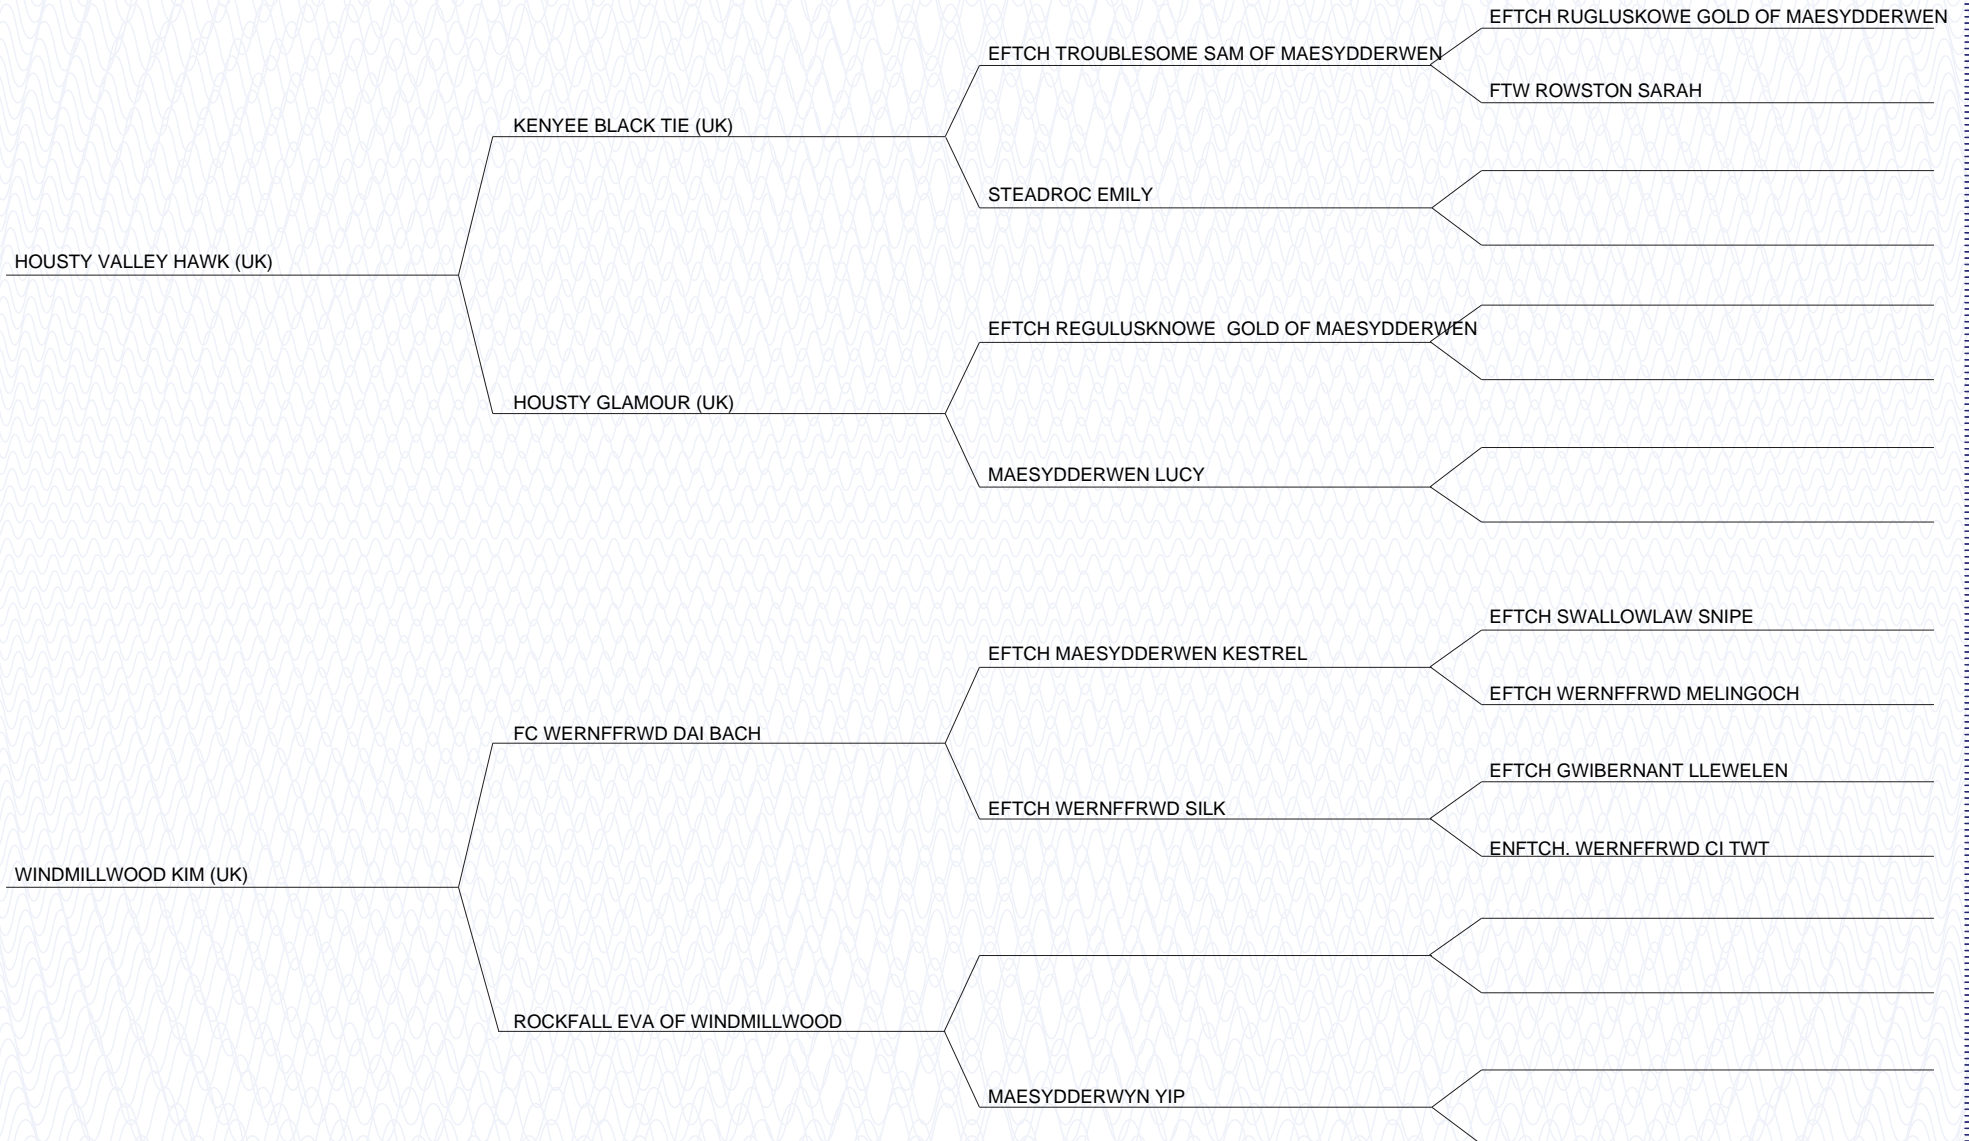 EFTCH RUGLUSKOWE GOLD OF MAESYDDERWEN
EFTCH TROUBLESOME SAM OF MAESYDDERWEN
FTW ROWSTON SARAH
KENYEE BLACK TIE (UK)
STEADROC EMILY
HOUSTY VALLEY HAWK (UK)
EFTCH REGULUSKNOWE  GOLD OF MAESYDDERWEN
HOUSTY GLAMOUR (UK)
MAESYDDERWEN LUCY
EFTCH SWALLOWLAW SNIPE
EFTCH MAESYDDERWEN KESTREL
EFTCH WERNFFRWD MELINGOCH
FC WERNFFRWD DAI BACH
EFTCH GWIBERNANT LLEWELEN
EFTCH WERNFFRWD SILK
ENFTCH. WERNFFRWD CI TWT
WINDMILLWOOD KIM (UK)
ROCKFALL EVA OF WINDMILLWOOD
MAESYDDERWYN YIP